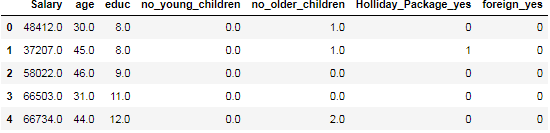 Salary age educ no_young_children no_older_children Holliday_Package_yes foreign_yes
0 48412.0 30.0 8.0 0.0 1.0 0 0
1 37207.0 45.0 8.0 0.0 1.0 1 0
2 58022.0 46.0 9.0 0.0 0.0 0 0
3 66503.0 31.0 11.0 0.0 0.0 0 0
4 66734.0 44.0 12.0 0.0 2.0 0 0